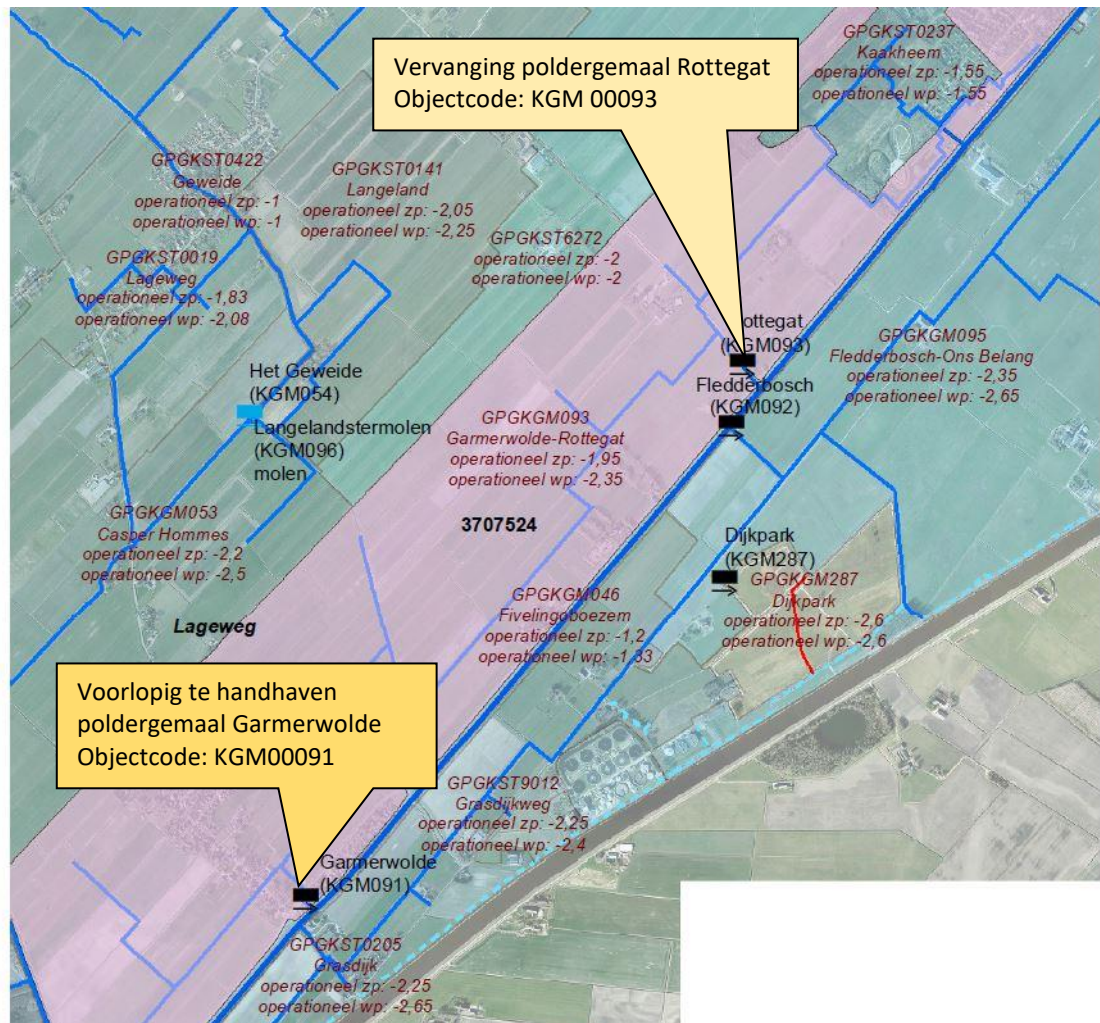 Vervanging poldergemaal Rottegat
Objectcode: KGM 00093
GPGKST0237
Kaakheem
operationeel zp: -1,55
operationeel wp: -1,55
GPGKST0422
Geweide
operationeel zp: -1
operationeel wp: -1
GPGKST0141
Langeland
operationeel zp: -2,05
operationeel wp: -2,25
GPGKST6272
operationeel zp: -2
operationeel wp: -2
GPGKST0019
Lageweg
operationeel zp: -1,83
operationeel wp: -2,08
Rottegat
(KGM093)
GPGKGM095
Fledderbosch-Ons Belang
operationeel zp: -2,35
operationeel wp: -2,65
Het Geweide
(KGM054)
Fledderbosch
(KGM092)
Langelandstermolen
(KGM096)
molen
GPGKGM093
Garmerwolde-Rottegat
operationeel zp: -1,95
operationeel wp: -2,35
3707524
GPGKGM053
Casper Hommes
operationeel zp: -2,2
operationeel wp: -2,5
Dijkpark
(KGM287)
GPGKGM287
Dijkpark
operationeel zp: -2,6
operationeel wp: -2,6
GPGKGM046
Fivelingoboezem
operationeel zp: -1,2
operationeel wp: -1,33
Lageweg
Voorlopig te handhaven
poldergemaal Garmerwolde
Objectcode: KGM00091
GPGKST9012
Grasdijkweg
operationeel zp: -2,25
operationeel wp: -2,4
Garmerwolde
(KGM091)
GPGKST0205
Grasdijk
operationeel zp: -2,25
operationeel wp: -2,65